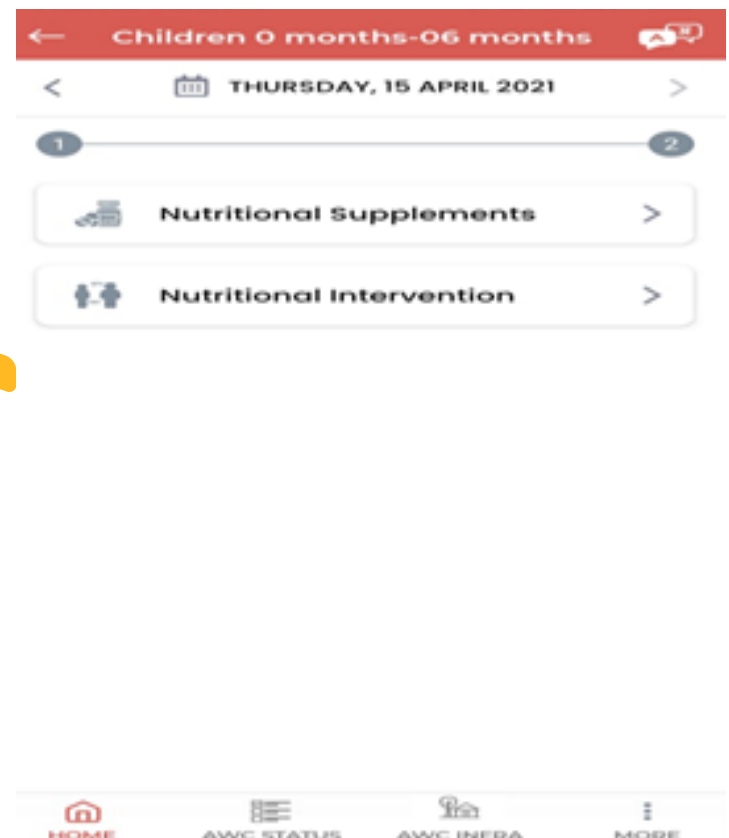 Children 0 months-06 months
THURSDAY, 15 APRIL 2021
1 2
Nutritional Supplements
Nutritional Intervention
HOME AWC STATUS AWC INFRA MORE